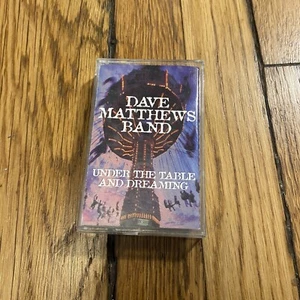 DAVE
MATTHEWS
BAND
UNDER THE TABLE
AND DREAMING